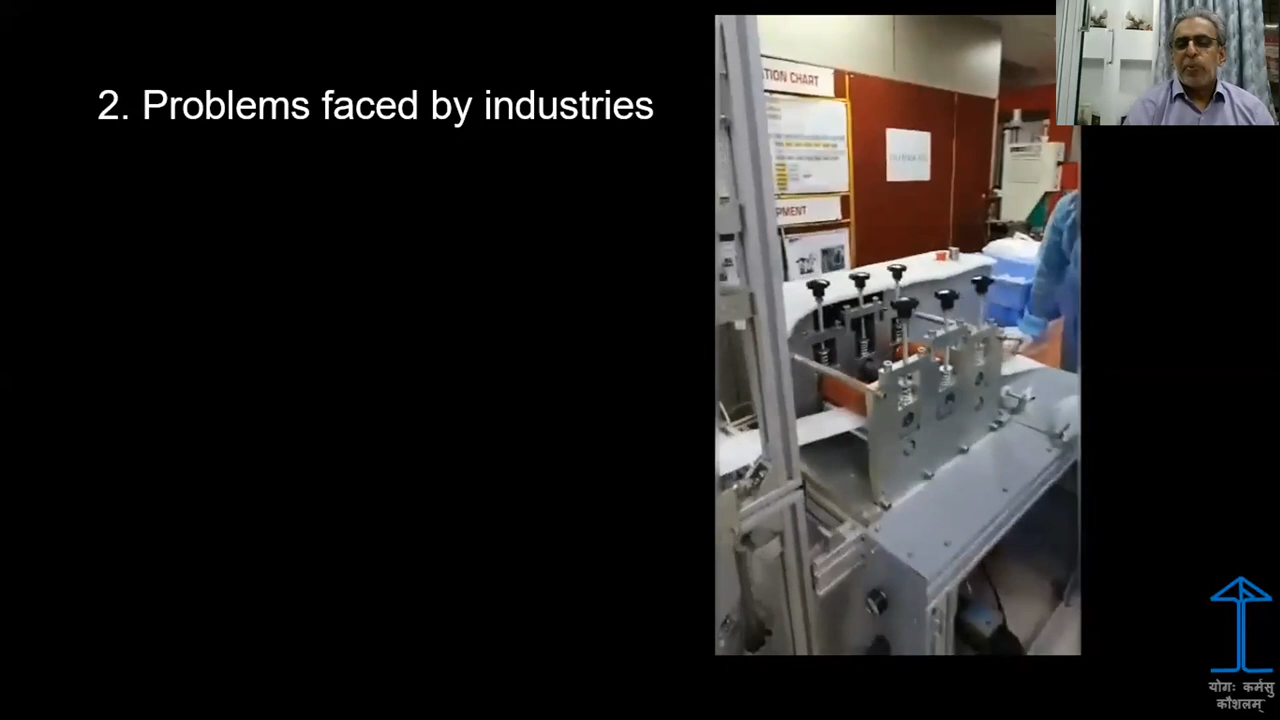 2. Problems faced by industries
TION CHART
PMENT
योगः कर्मसु
कौशलम्